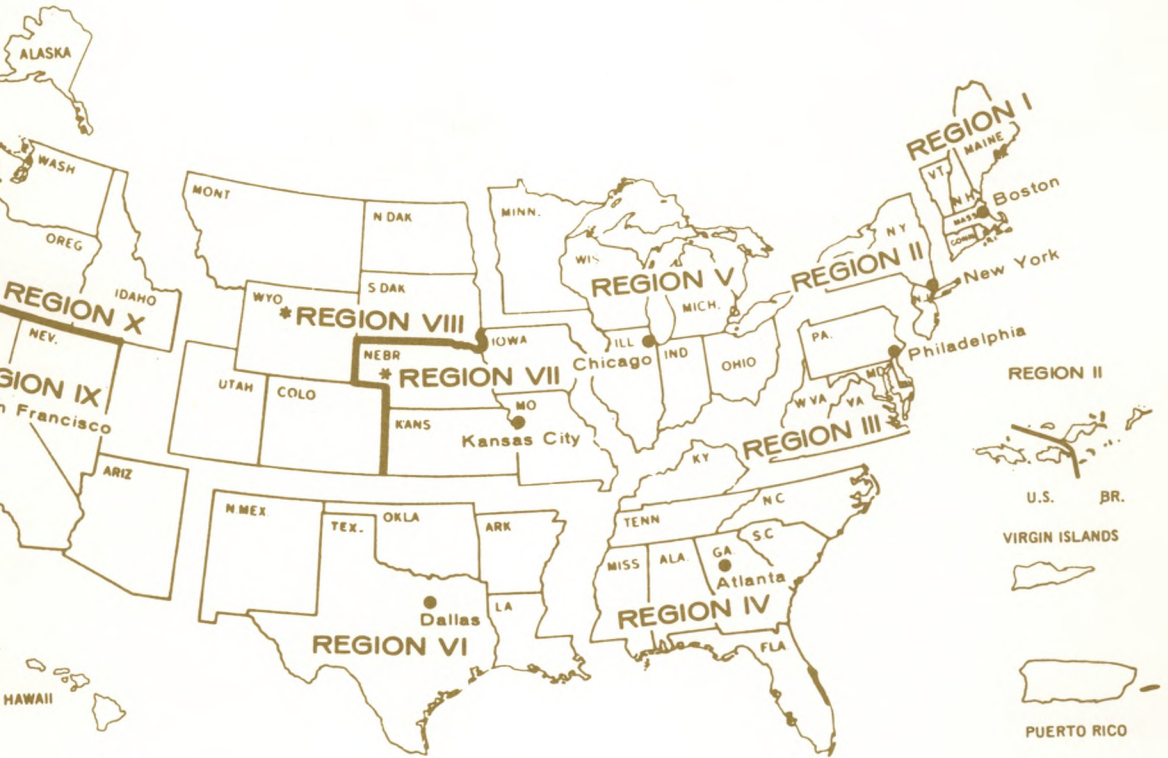 ALASKA
REGION I
MAINE
WASH
VT.
N H
Boston
MONT
N DAK
MINN.
MASS
CONN
R.I.
N Y
OREG
WIS
REGION V
REGION II
New York
IDAHO
S DAK
REGION X
WYO
MICH.
N.J.
*REGION VIII
NEV.
IOWA
ILL
PA.
Philadelphia
NEBR
Chicago
IND
OHIO
* REGION VII
MD
REGION II
GION IX
UTAH
COLO
W VA
VA
n Francisco
KANS
MO
REGION III
Kansas City
KY
ARIZ
U.S.
BR.
N.MEX
OKLA
N C
TEX.
ARK
TENN
S.C
VIRGIN ISLANDS
MISS
ALA.
GA
Atlanta
LA
Dallas
REGION IV
REGION VI
FLA
HAWAII
PUERTO RICO